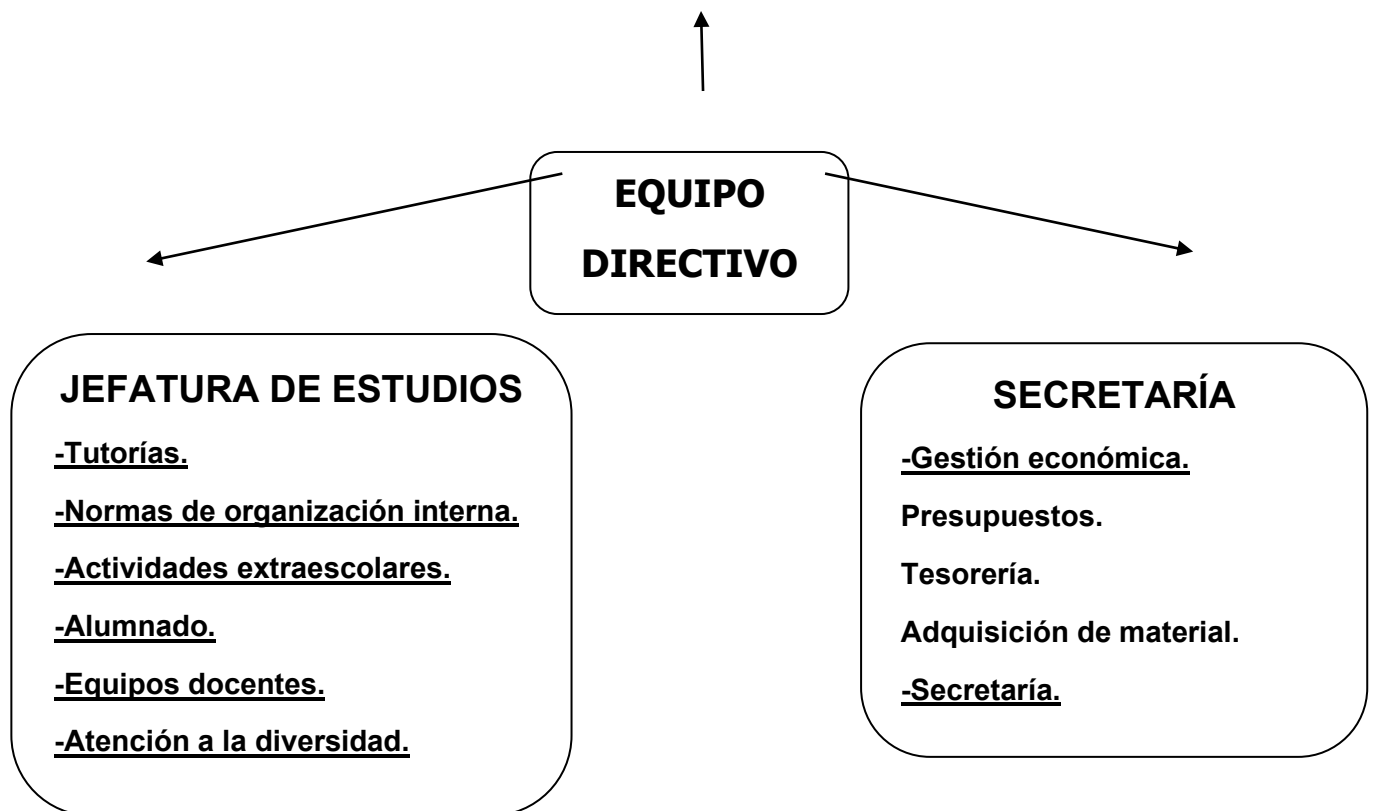 EQUIPO
DIRECTIVO
JEFATURA DE ESTUDIOS
-Tutorías.
-Normas de organización interna.
-Actividades extraescolares.
-Alumnado.
-Equipos docentes.
-Atención a la diversidad.
SECRETARÍA
-Gestión económica.
Presupuestos.
Tesorería.
Adquisición de material.
-Secretaría.